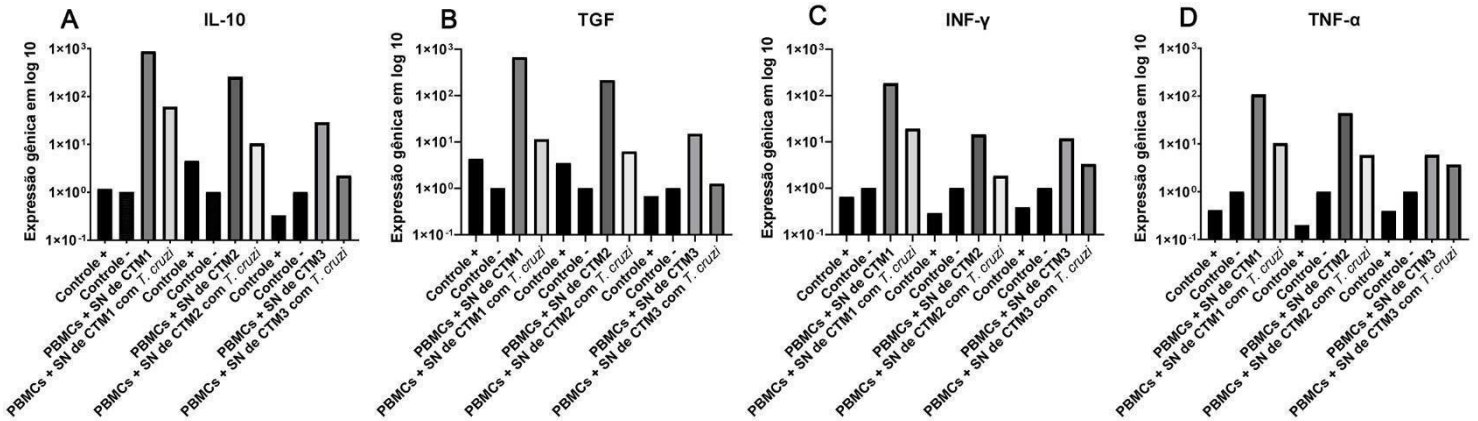 A
IL-10
Expressão gênica em log 10
1×10³
1×10²
1×10¹
1×10⁰
1×10⁻¹
Controle +
Controle -
PBMCs + SN de CTM1
PBMCs + SN de CTM1 com T. cruzi
Controle +
Controle -
PBMCs + SN de CTM2
PBMCs + SN de CTM2 com T. cruzi
Controle +
Controle -
PBMCs + SN de CTM3
PBMCs + SN de CTM3 com T. cruzi
B
TGF
Expressão gênica em log 10
1×10³
1×10²
1×10¹
1×10⁰
1×10⁻¹
Controle +
Controle -
PBMCs + SN de CTM1
PBMCs + SN de CTM1 com T. cruzi
Controle +
Controle -
PBMCs + SN de CTM2
PBMCs + SN de CTM2 com T. cruzi
Controle +
Controle -
PBMCs + SN de CTM3
PBMCs + SN de CTM3 com T. cruzi
C
INF-γ
Expressão gênica em log 10
1×10³
1×10²
1×10¹
1×10⁰
1×10⁻¹
Controle +
Controle -
PBMCs + SN de CTM1
PBMCs + SN de CTM1 com T. cruzi
Controle +
Controle -
PBMCs + SN de CTM2
PBMCs + SN de CTM2 com T. cruzi
Controle +
Controle -
PBMCs + SN de CTM3
PBMCs + SN de CTM3 com T. cruzi
D
TNF-α
Expressão gênica em log 10
1×10³
1×10²
1×10¹
1×10⁰
1×10⁻¹
Controle +
Controle -
PBMCs + SN de CTM1
PBMCs + SN de CTM1 com T. cruzi
Controle +
Controle -
PBMCs + SN de CTM2
PBMCs + SN de CTM2 com T. cruzi
Controle +
Controle -
PBMCs + SN de CTM3
PBMCs + SN de CTM3 com T. cruzi